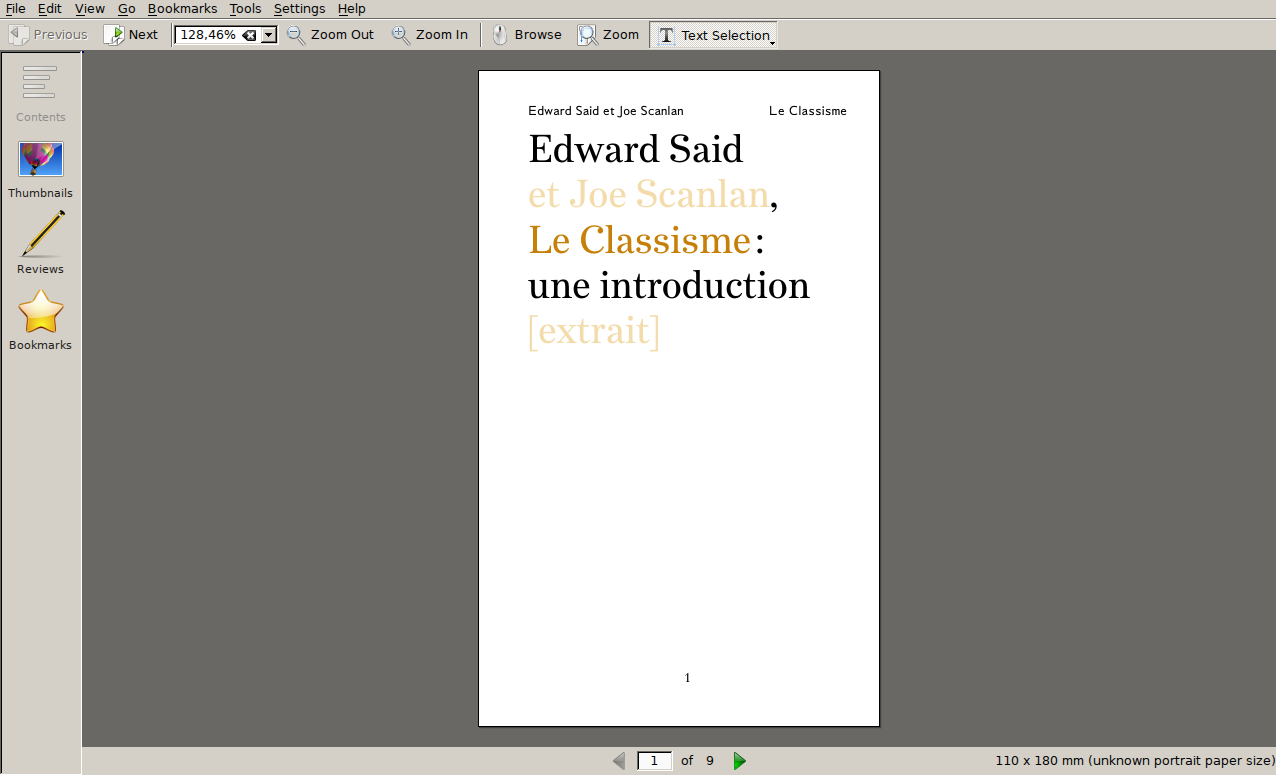 File Edit View Go Bookmarks Tools Settings Help
Previous Next 128,46% Zoom Out Zoom In Browse Zoom Text Selection
Contents
Thumbnails
Reviews
Bookmarks
Edward Said et Joe Scanlan Le Classisme
Edward Said
et Joe Scanlan,
Le Classisme :
une introduction
[extrait]
1
1 of 9
110 x 180 mm (unknown portrait paper size)